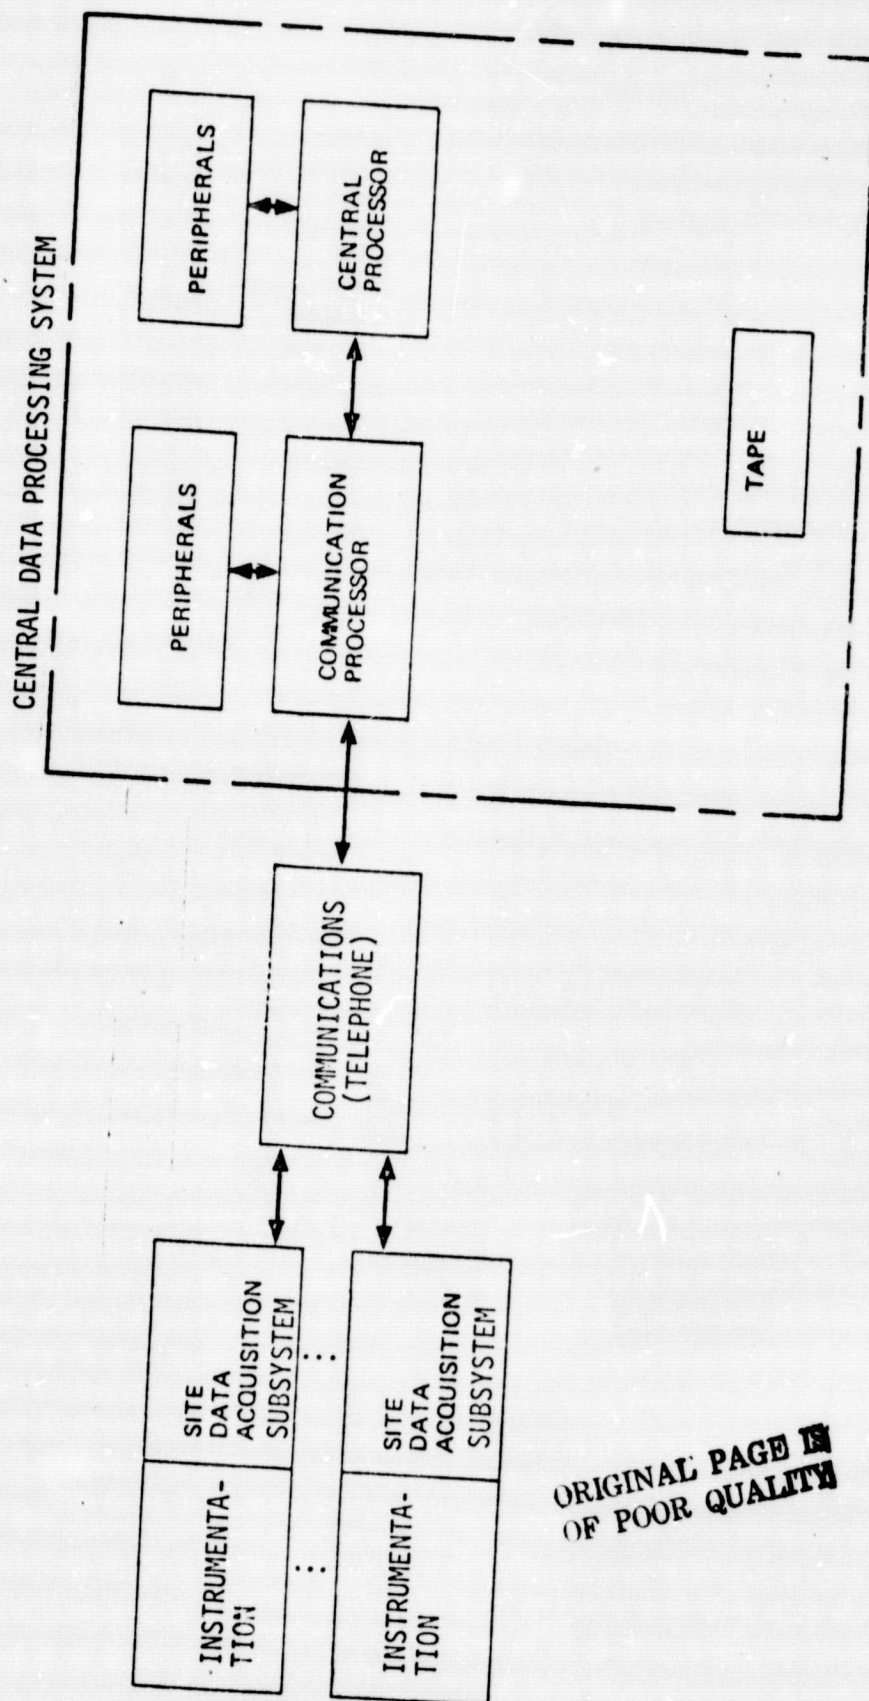 CENTRAL DATA PROCESSING SYSTEM
PERIPHERALS
PERIPHERALS
INSTRUMENTA-
TION
SITE
DATA
ACQUISITION
SUBSYSTEM
COMMUNICATIONS
(TELEPHONE)
COMMUNICATION
PROCESSOR
CENTRAL
PROCESSOR
INSTRUMENTA-
TION
SITE
DATA
ACQUISITION
SUBSYSTEM
TAPE
ORIGINAL PAGE IS
OF POOR QUALITY